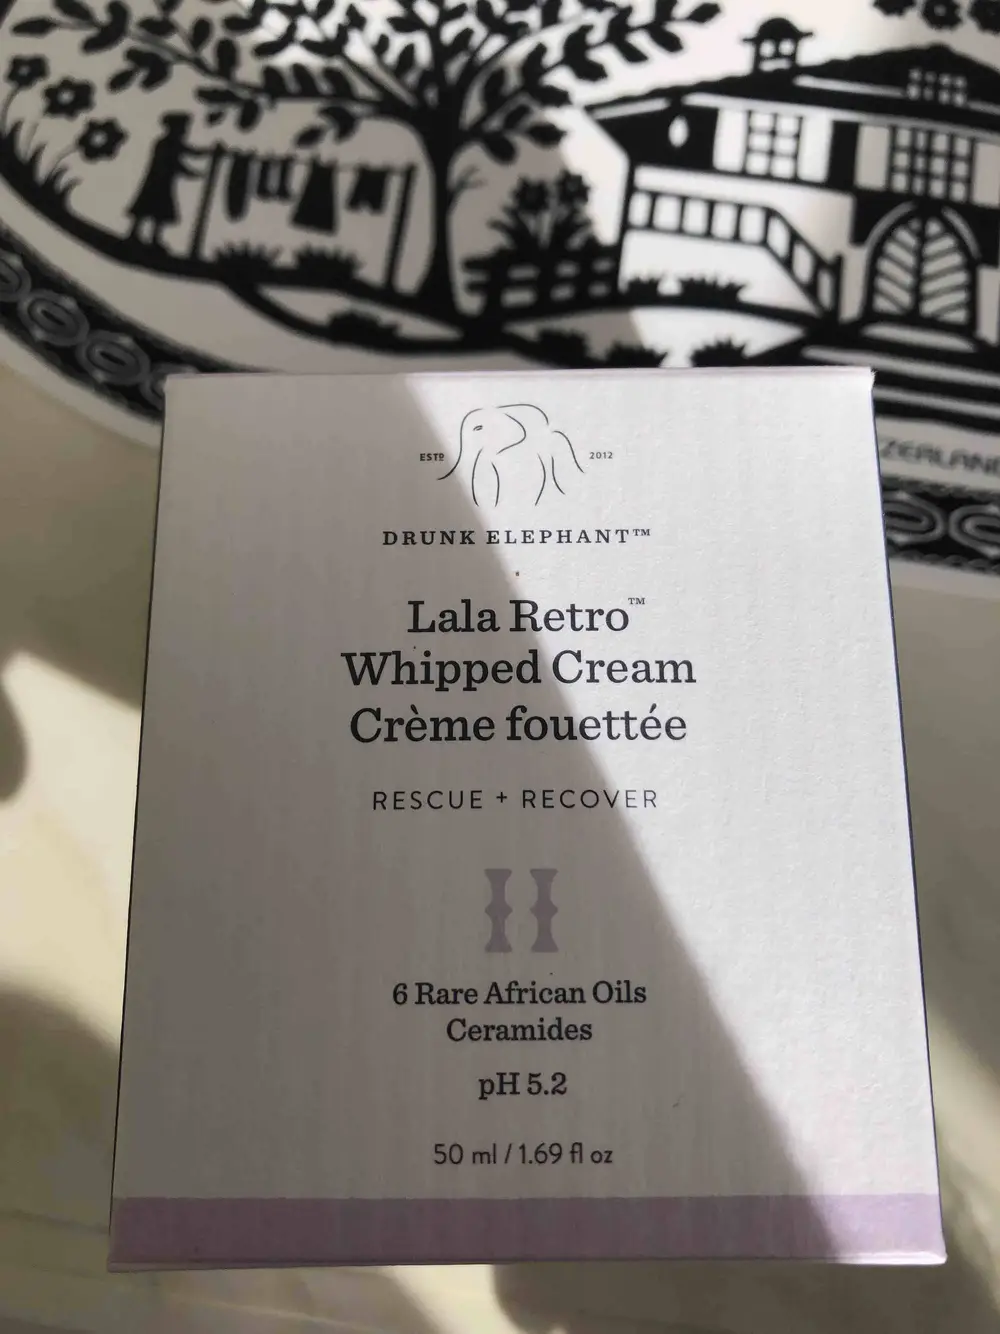 ESTD
2012
DRUNK ELEPHANT™
Lala Retro™
Whipped Cream
Crème fouettée
RESCUE + RECOVER
6 Rare African Oils
Ceramides
pH 5.2
50 ml / 1.69 fl oz